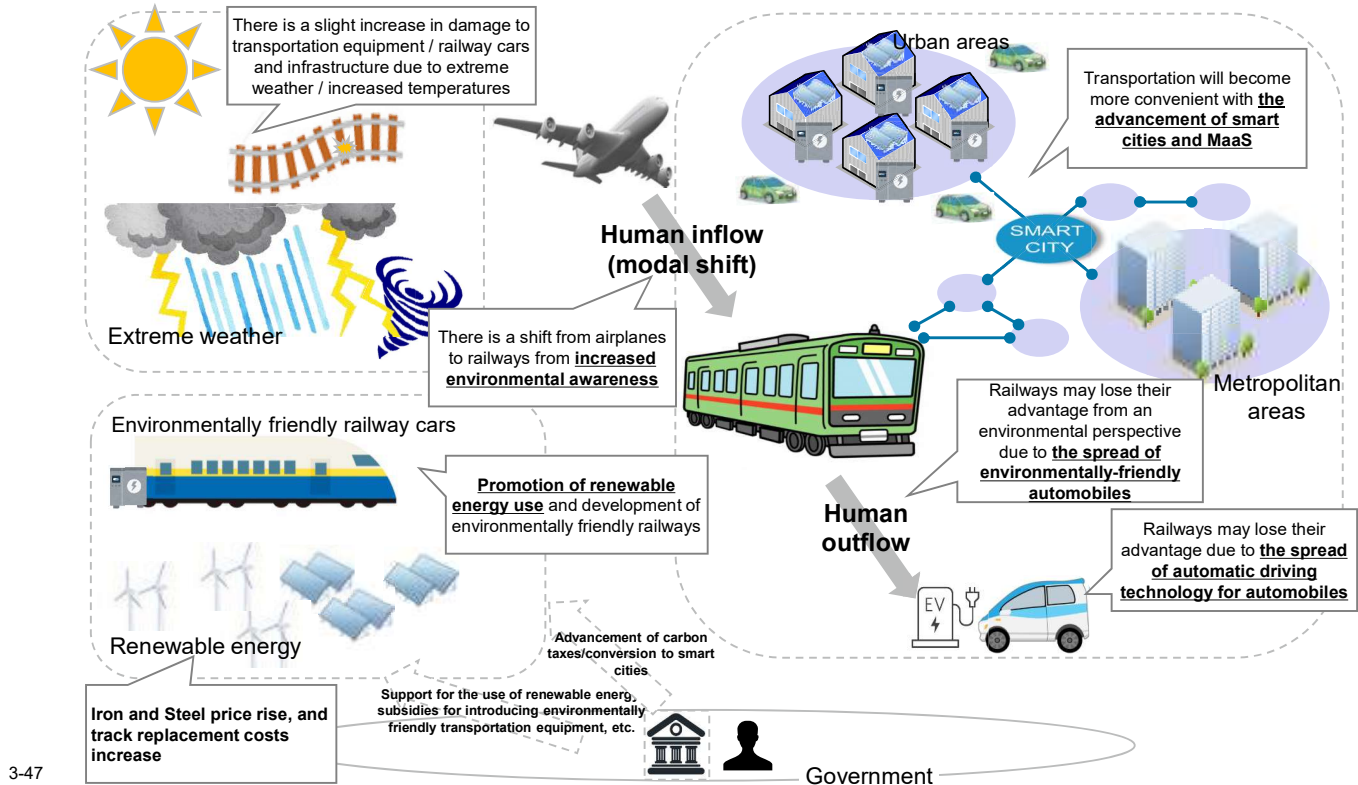 There is a slight increase in damage to
transportation equipment / railway cars
and infrastructure due to extreme
weather / increased temperatures
Extreme weather
Urban areas
Transportation will become
more convenient with the
advancement of smart
cities and MaaS
SMART
CITY
Metropolitan
areas
Human inflow
(modal shift)
There is a shift from airplanes
to railways from increased
environmental awareness
Railways may lose their
advantage from an
environmental perspective
due to the spread of
environmentally-friendly
automobiles
Environmentally friendly railway cars
Promotion of renewable
energy use and development of
environmentally friendly railways
Human
outflow
Railways may lose their
advantage due to the spread
of automatic driving
technology for automobiles
EV
Renewable energy
Advancement of carbon
taxes/conversion to smart
cities
Support for the use of renewable energy,
subsidies for introducing environmentally
friendly transportation equipment, etc.
Iron and Steel price rise, and
track replacement costs
increase
Government
3-47